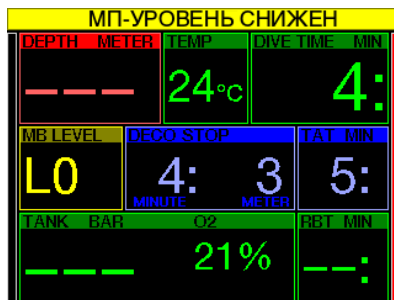 МП-УРОВЕНЬ СНИЖЕН
DEPTH METER TEMP DIVE TIME MIN
--- 24°C 4:
MB LEVEL DECO STOP TAT MIN
L0 4: 3 5:
MINUTE METER
TANK BAR O2 RBT MIN
--- 21% --: